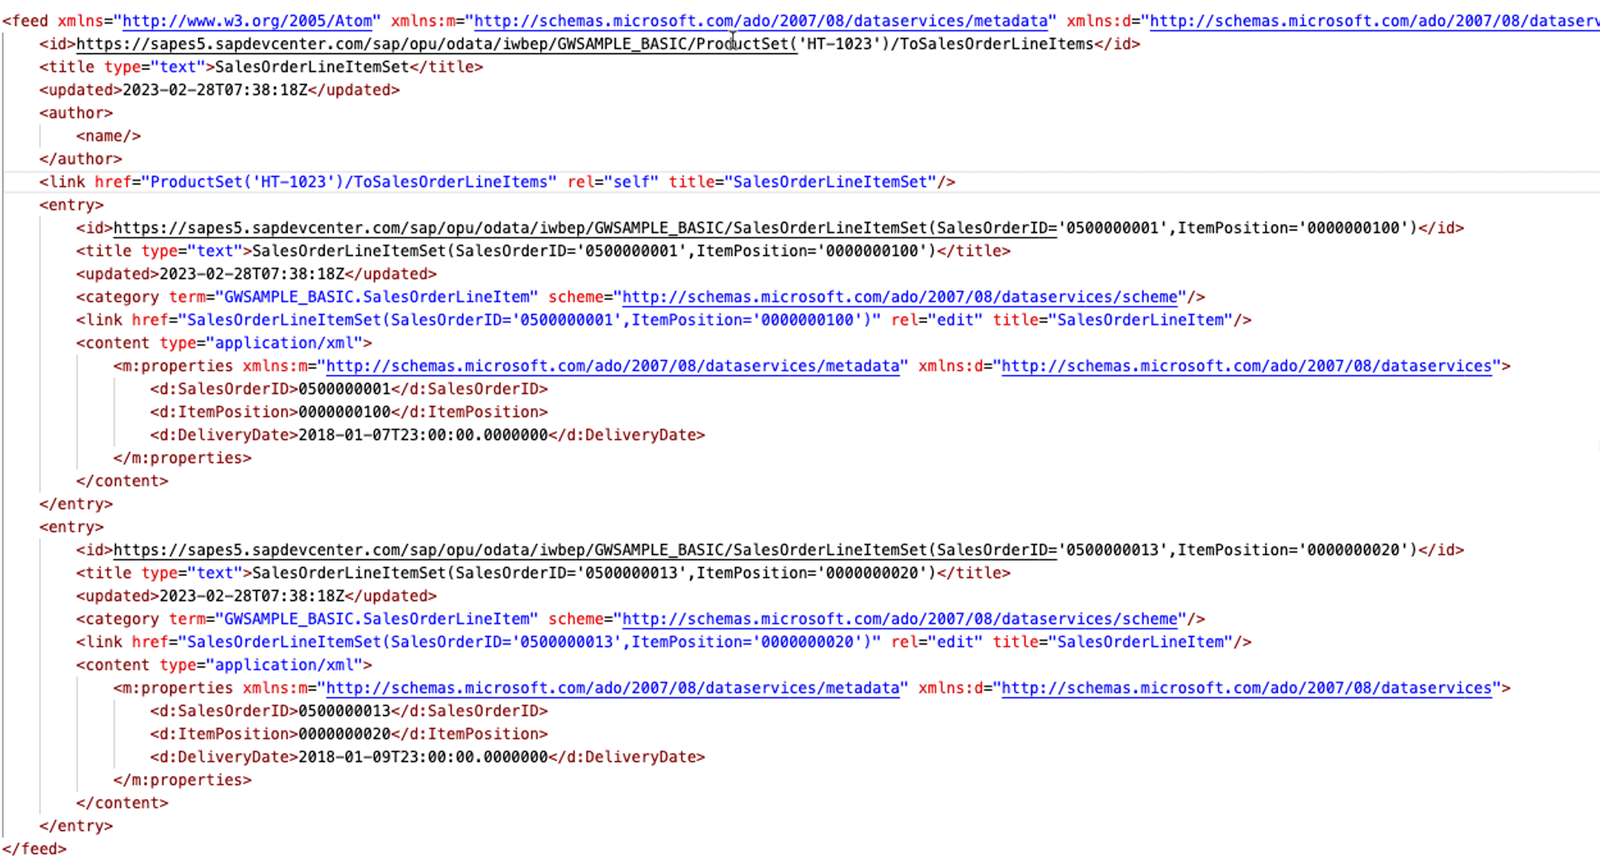 <feed xmlns="http://www.w3.org/2005/Atom" xmlns:m="http://schemas.microsoft.com/ado/2007/08/dataservices/metadata" xmlns:d="http://schemas.microsoft.com/ado/2007/08/dataserv
<id>https://sapes5.sapdevcenter.com/sap/opu/odata/iwbep/GWSAMPLE_BASIC/ProductSet('HT-1023')/ToSalesOrderLineItems</id>
<title type="text">SalesOrderLineItemSet</title>
<updated>2023-02-28T07:38:18Z</updated>
<author>
<name/>
</author>
<link href="ProductSet('HT-1023')/ToSalesOrderLineItems" rel="self" title="SalesOrderLineItemSet"/>
<entry>
<id>https://sapes5.sapdevcenter.com/sap/opu/odata/iwbep/GWSAMPLE_BASIC/SalesOrderLineItemSet(SalesOrderID='0500000001',ItemPosition='0000000100')</id>
<title type="text">SalesOrderLineItemSet(SalesOrderID='0500000001',ItemPosition='0000000100')</title>
<updated>2023-02-28T07:38:18Z</updated>
<category term="GWSAMPLE_BASIC.SalesOrderLineItem" scheme="http://schemas.microsoft.com/ado/2007/08/dataservices/scheme"/>
<link href="SalesOrderLineItemSet(SalesOrderID='0500000001',ItemPosition='0000000100')" rel="edit" title="SalesOrderLineItem"/>
<content type="application/xml">
<m:properties xmlns:m="http://schemas.microsoft.com/ado/2007/08/dataservices/metadata" xmlns:d="http://schemas.microsoft.com/ado/2007/08/dataservices">
<d:SalesOrderID>0500000001</d:SalesOrderID>
<d:ItemPosition>0000000100</d:ItemPosition>
<d:DeliveryDate>2018-01-07T23:00:00.0000000</d:DeliveryDate>
</m:properties>
</content>
</entry>
<entry>
<id>https://sapes5.sapdevcenter.com/sap/opu/odata/iwbep/GWSAMPLE_BASIC/SalesOrderLineItemSet(SalesOrderID='0500000013',ItemPosition='0000000020')</id>
<title type="text">SalesOrderLineItemSet(SalesOrderID='0500000013',ItemPosition='0000000020')</title>
<updated>2023-02-28T07:38:18Z</updated>
<category term="GWSAMPLE_BASIC.SalesOrderLineItem" scheme="http://schemas.microsoft.com/ado/2007/08/dataservices/scheme"/>
<link href="SalesOrderLineItemSet(SalesOrderID='0500000013',ItemPosition='0000000020')" rel="edit" title="SalesOrderLineItem"/>
<content type="application/xml">
<m:properties xmlns:m="http://schemas.microsoft.com/ado/2007/08/dataservices/metadata" xmlns:d="http://schemas.microsoft.com/ado/2007/08/dataservices">
<d:SalesOrderID>0500000013</d:SalesOrderID>
<d:ItemPosition>0000000020</d:ItemPosition>
<d:DeliveryDate>2018-01-09T23:00:00.0000000</d:DeliveryDate>
</m:properties>
</content>
</entry>
</feed>